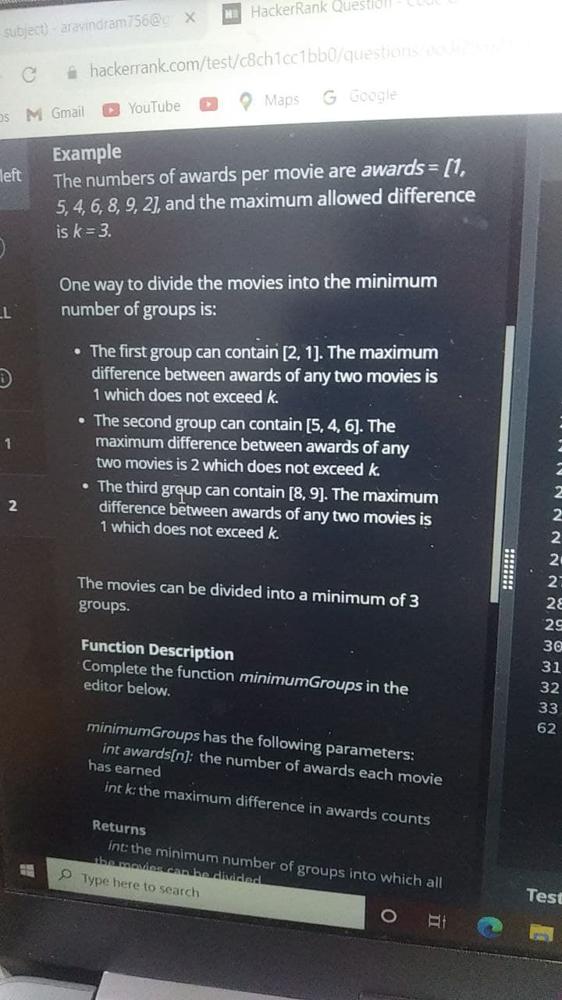 subject) - aravindram756@g
HackerRank Question -
hackerrank.com/test/c8ch1cc1bb0/questions/
ps Gmail YouTube Maps Google
left
Example
The numbers of awards per movie are awards = [1,
5, 4, 6, 8, 9, 2], and the maximum allowed difference
is k = 3.
One way to divide the movies into the minimum
number of groups is:
• The first group can contain [2, 1]. The maximum
difference between awards of any two movies is
1 which does not exceed k.
• The second group can contain [5, 4, 6]. The
maximum difference between awards of any
two movies is 2 which does not exceed k.
• The third group can contain [8, 9]. The maximum
difference between awards of any two movies is
1 which does not exceed k.
The movies can be divided into a minimum of 3
groups.
Function Description
Complete the function minimumGroups in the
editor below.
minimumGroups has the following parameters:
int awards[n]: the number of awards each movie
has earned
int k: the maximum difference in awards counts
Returns
int: the minimum number of groups into which all
the movies can be divided
LL
1
2
28
29
30
31
32
33
62
Test
Type here to search